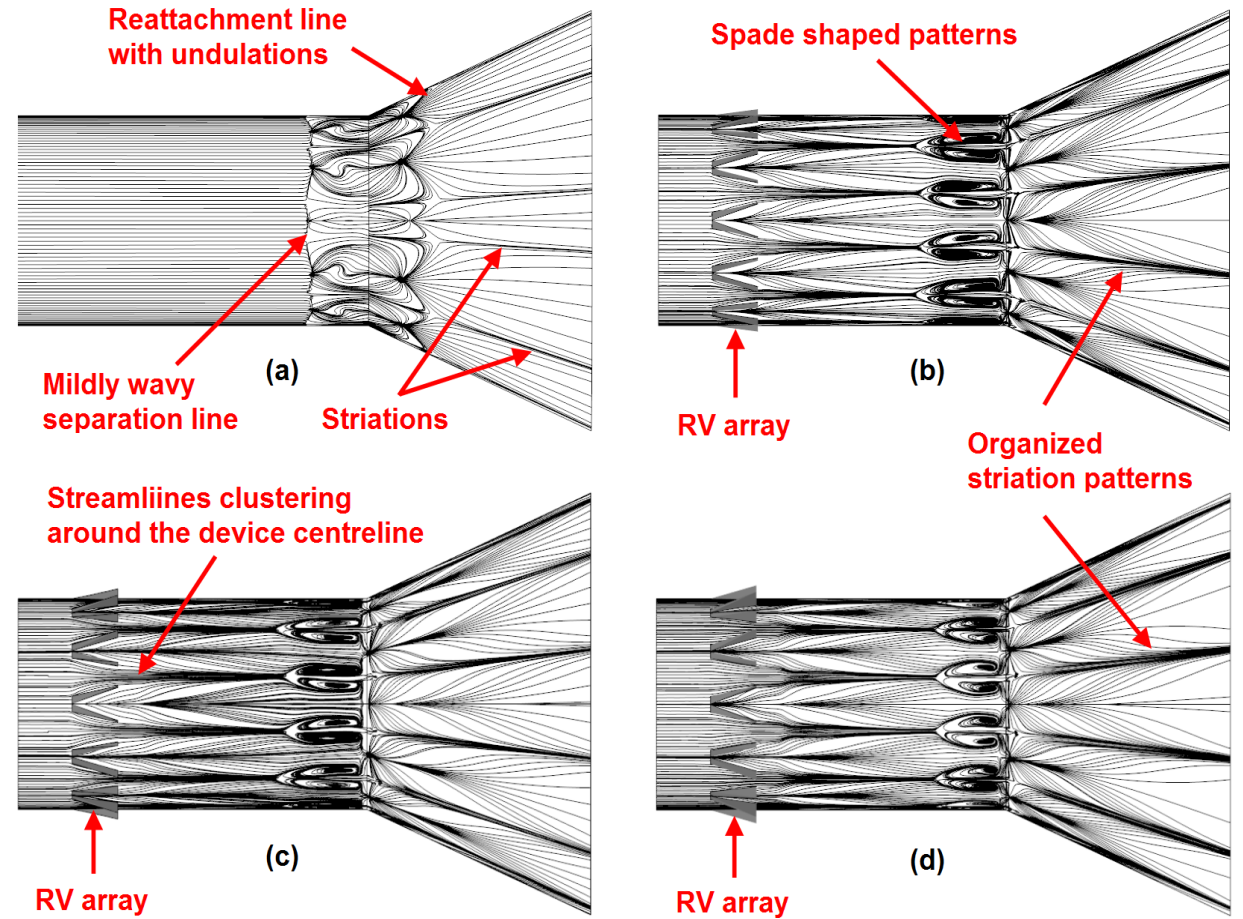 Reattachment line
with undulations
Spade shaped patterns
(a)
(b)
Mildly wavy
separation line
Striations
RV array
Organized
striation patterns
Streamliines clustering
around the device centreline
(c)
(d)
RV array
RV array